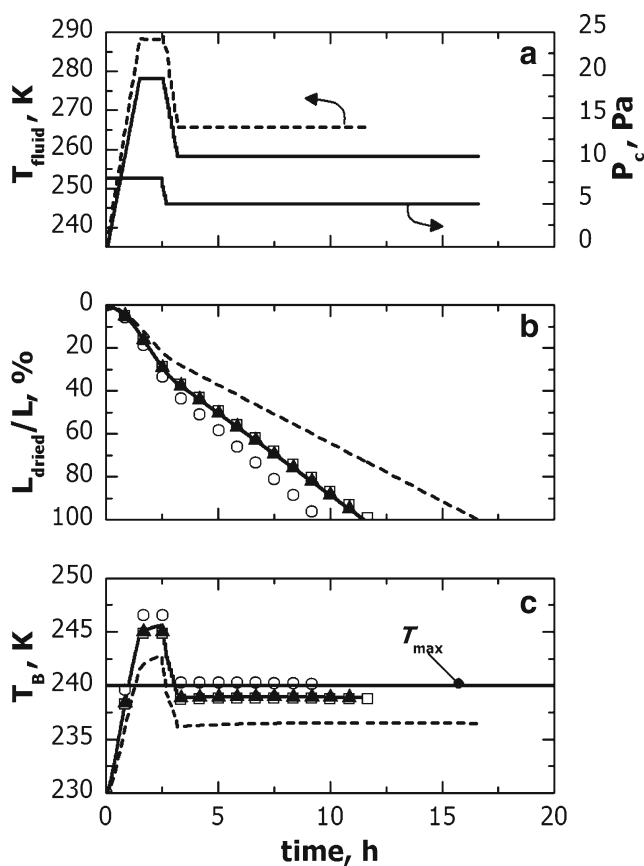 a
290
280
270
260
250
240
T_fluid, K
25
20
15
10
5
0
P_c, Pa
b
0
20
40
60
80
100
L_dried/L, %
c
250
245
240
235
230
T_B, K
T_max
0 5 10 15 20
time, h